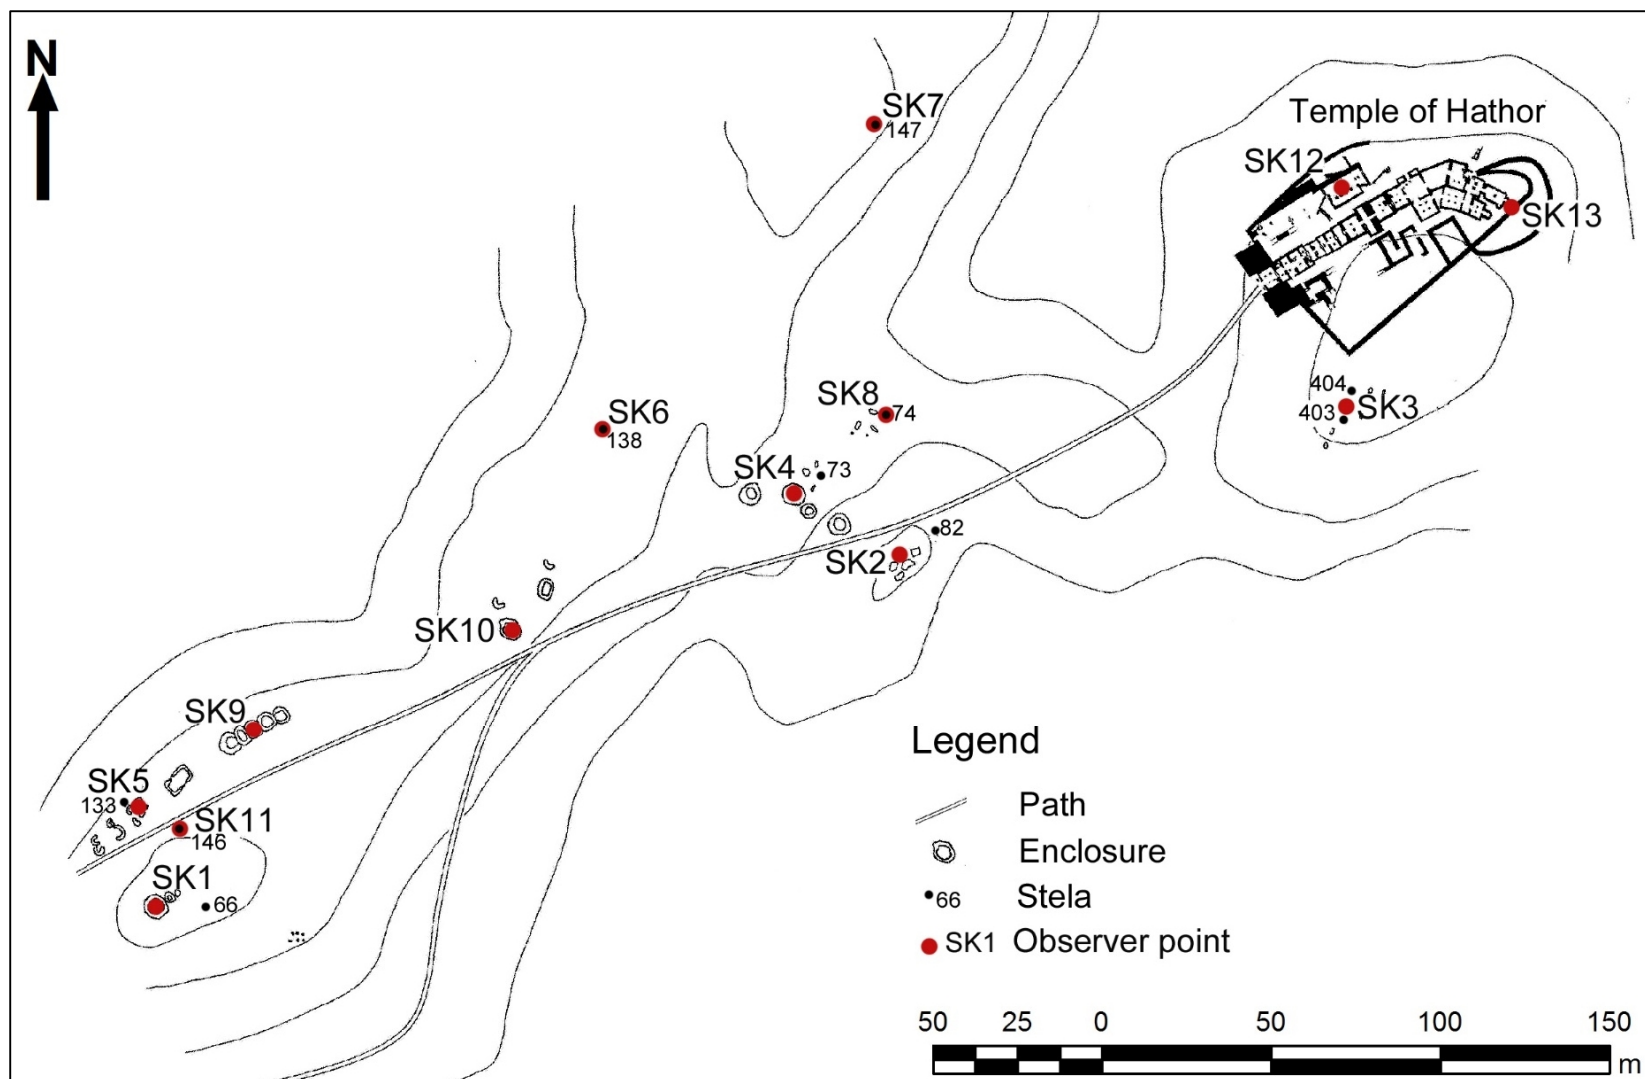 N
SK7
147
Temple of Hathor
SK12
SK13
SK8
74
404
403
SK3
SK6
138
SK4
73
82
SK2
SK10
SK9
SK5
133
SK11
146
SK1
66
Legend
Path
Enclosure
66 Stela
SK1 Observer point
50 25 0 50 100 150
m